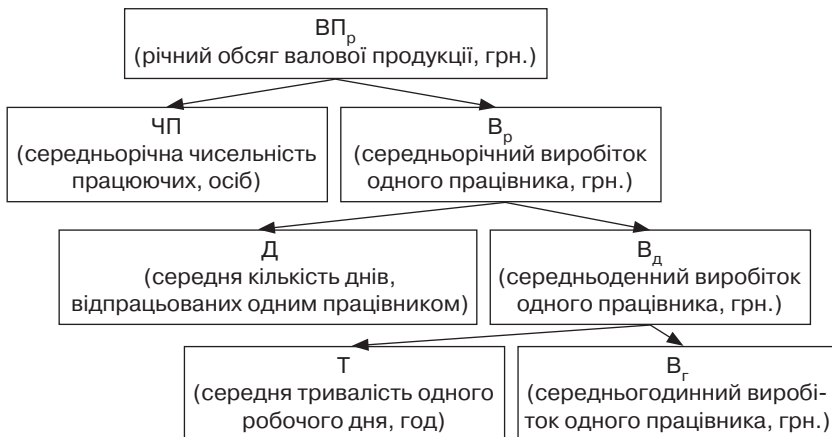 ВПр
(річний обсяг валової продукції, грн.)
ЧП
(середньорічна чисельність
працюючих, осіб)
Вр
(середньорічний виробіток
одного працівника, грн.)
Д
(середня кількість днів,
відпрацьованих одним працівником)
Вд
(середньоденний виробіток
одного працівника, грн.)
Т
(середня тривалість одного
робочого дня, год)
Вг
(середньогодинний виробі-
ток одного працівника, грн.)